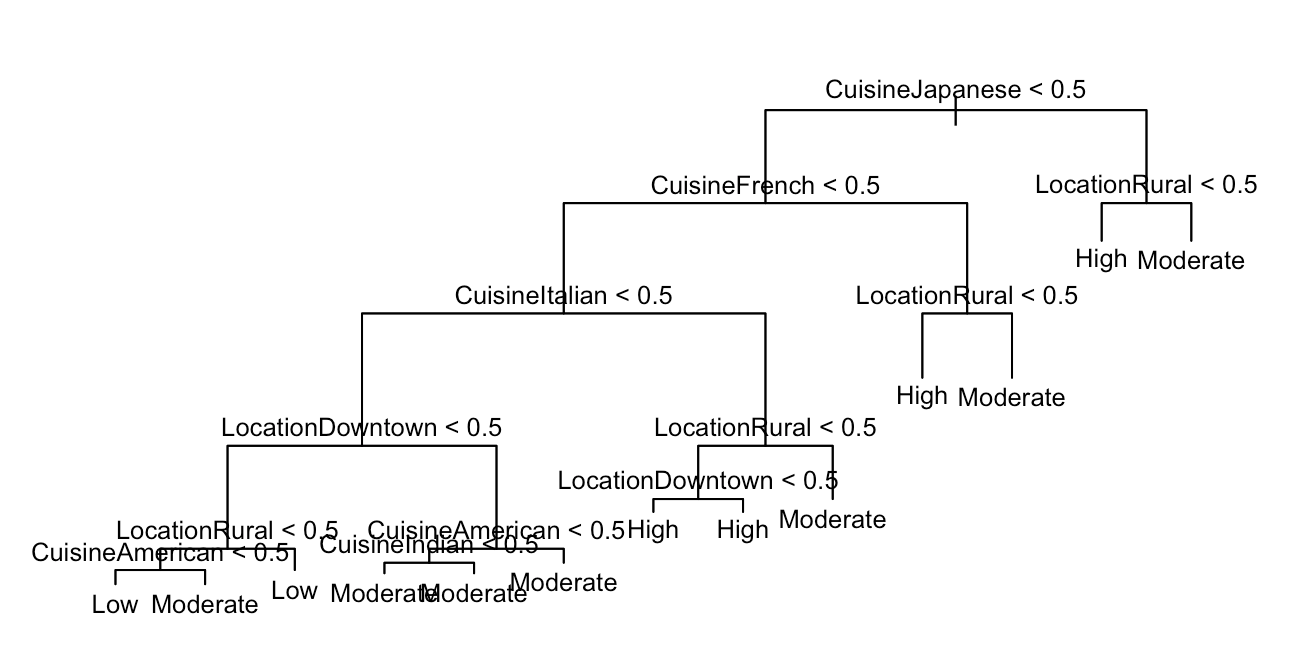 CuisineJapanese < 0.5
CuisineFrench < 0.5
LocationRural < 0.5
High
Moderate
CuisineItalian < 0.5
LocationRural < 0.5
High
Moderate
LocationDowntown < 0.5
LocationRural < 0.5
LocationDowntown < 0.5
High
High
Moderate
LocationRural < 0.5
CuisineAmerican < 0.5
CuisineAmerican < 0.5
CuisineIndian < 0.5
Low
Moderate
Low
Moderate
Moderate
Moderate